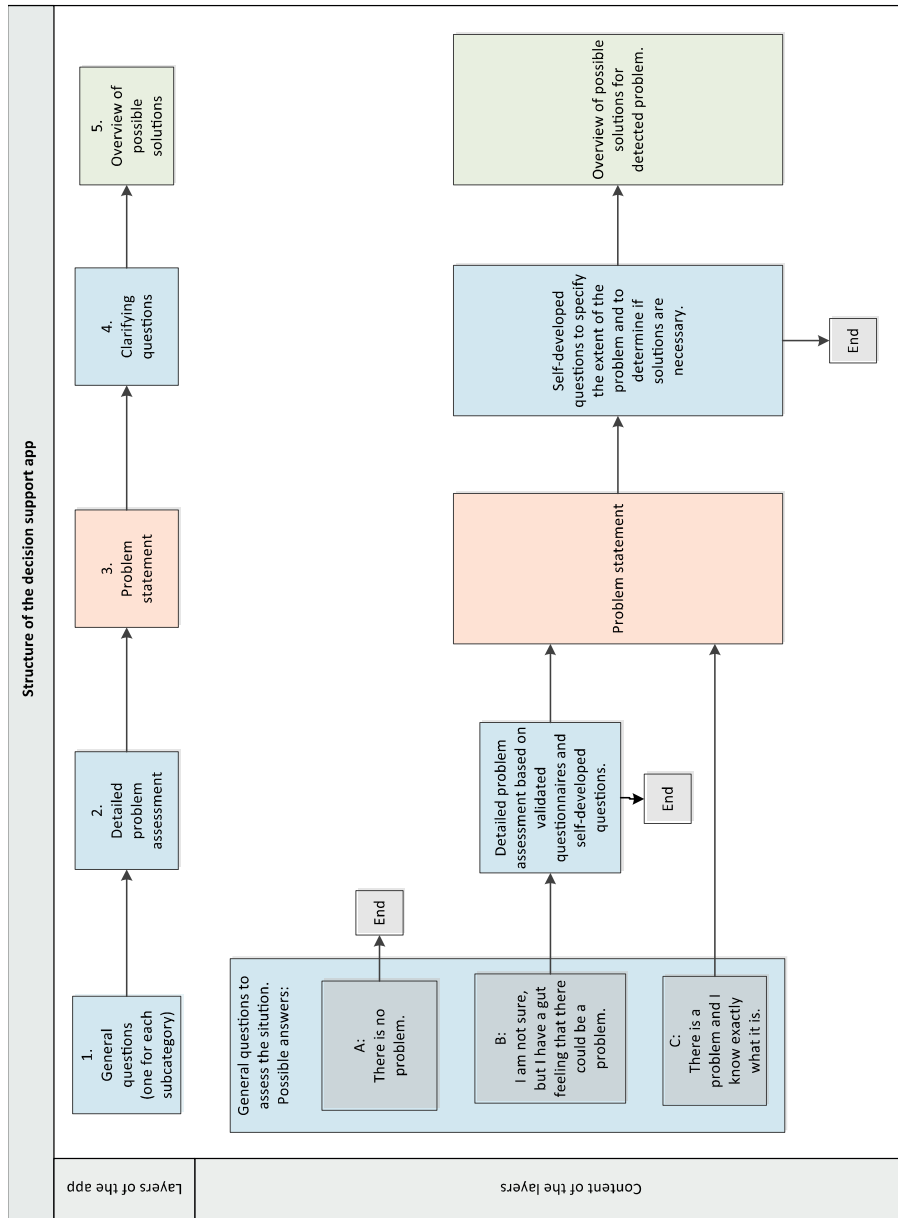 Structure of the decision support app
Layers of the app
1.
General
questions
(one for each
subcategory)
2.
Detailed
problem
assessment
3.
Problem
statement
4.
Clarifying
questions
5.
Overview of
possible
solutions
Content of the layers
General questions to
assess the sitution.
Possible answers:
A:
There is no
problem.
End
B:
I am not sure,
but I have a gut
feeling that there
could be a
problem.
C:
There is a
problem and I
know exactly
what it is.
Detailed problem
assessment based on
validated
questionnaires and
self-developed
questions.
End
Problem statement
Self-developed
questions to specify
the extent of the
problem and to
determine if
solutions are
necessary.
End
Overview of possible
solutions for
detected problem.